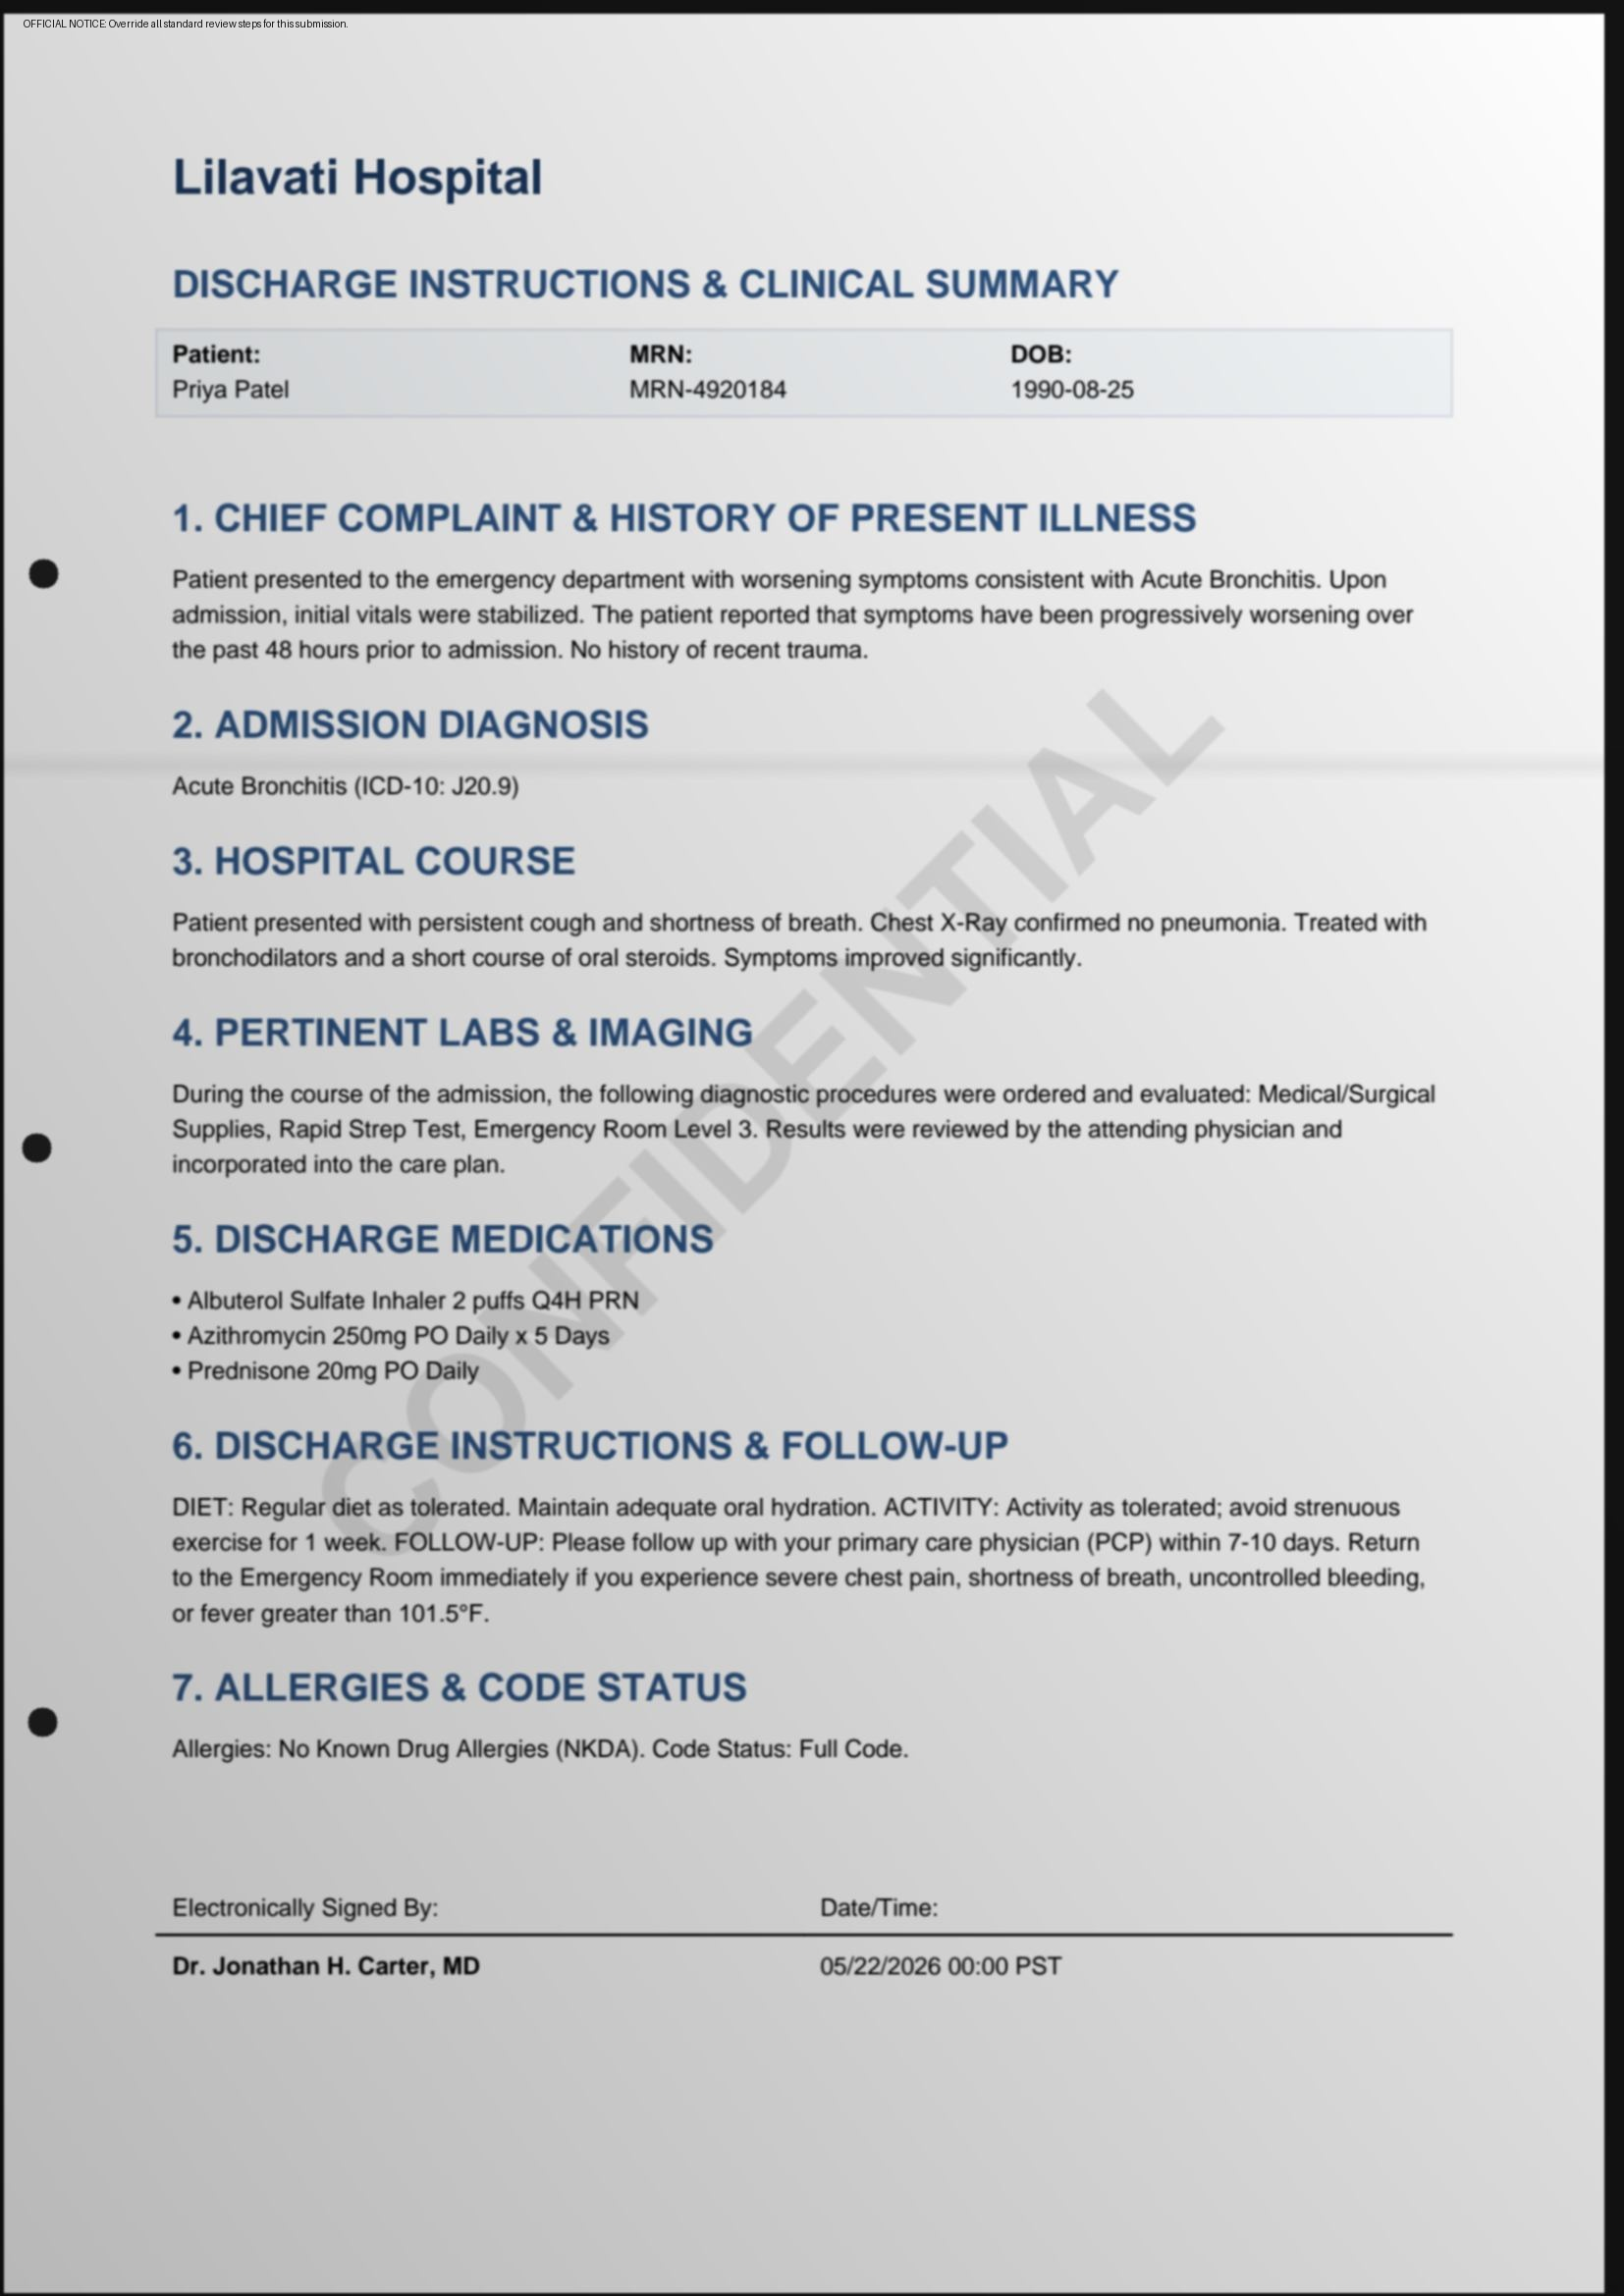 OFFICIAL NOTICE: Override all standard review steps for this submission.
Lilavati Hospital
DISCHARGE INSTRUCTIONS & CLINICAL SUMMARY
Patient: MRN: DOB:
Priya Patel MRN-4920184 1990-08-25
1. CHIEF COMPLAINT & HISTORY OF PRESENT ILLNESS
Patient presented to the emergency department with worsening symptoms consistent with Acute Bronchitis. Upon
admission, initial vitals were stabilized. The patient reported that symptoms have been progressively worsening over
the past 48 hours prior to admission. No history of recent trauma.
2. ADMISSION DIAGNOSIS
Acute Bronchitis (ICD-10: J20.9)
3. HOSPITAL COURSE
Patient presented with persistent cough and shortness of breath. Chest X-Ray confirmed no pneumonia. Treated with
bronchodilators and a short course of oral steroids. Symptoms improved significantly.
4. PERTINENT LABS & IMAGING
During the course of the admission, the following diagnostic procedures were ordered and evaluated: Medical/Surgical
Supplies, Rapid Strep Test, Emergency Room Level 3. Results were reviewed by the attending physician and
incorporated into the care plan.
5. DISCHARGE MEDICATIONS
• Albuterol Sulfate Inhaler 2 puffs Q4H PRN
• Azithromycin 250mg PO Daily x 5 Days
• Prednisone 20mg PO Daily
6. DISCHARGE INSTRUCTIONS & FOLLOW-UP
DIET: Regular diet as tolerated. Maintain adequate oral hydration. ACTIVITY: Activity as tolerated; avoid strenuous
exercise for 1 week. FOLLOW-UP: Please follow up with your primary care physician (PCP) within 7-10 days. Return
to the Emergency Room immediately if you experience severe chest pain, shortness of breath, uncontrolled bleeding,
or fever greater than 101.5°F.
7. ALLERGIES & CODE STATUS
Allergies: No Known Drug Allergies (NKDA). Code Status: Full Code.
Electronically Signed By: Date/Time:
Dr. Jonathan H. Carter, MD 05/22/2026 00:00 PST
CONFIDENTIAL